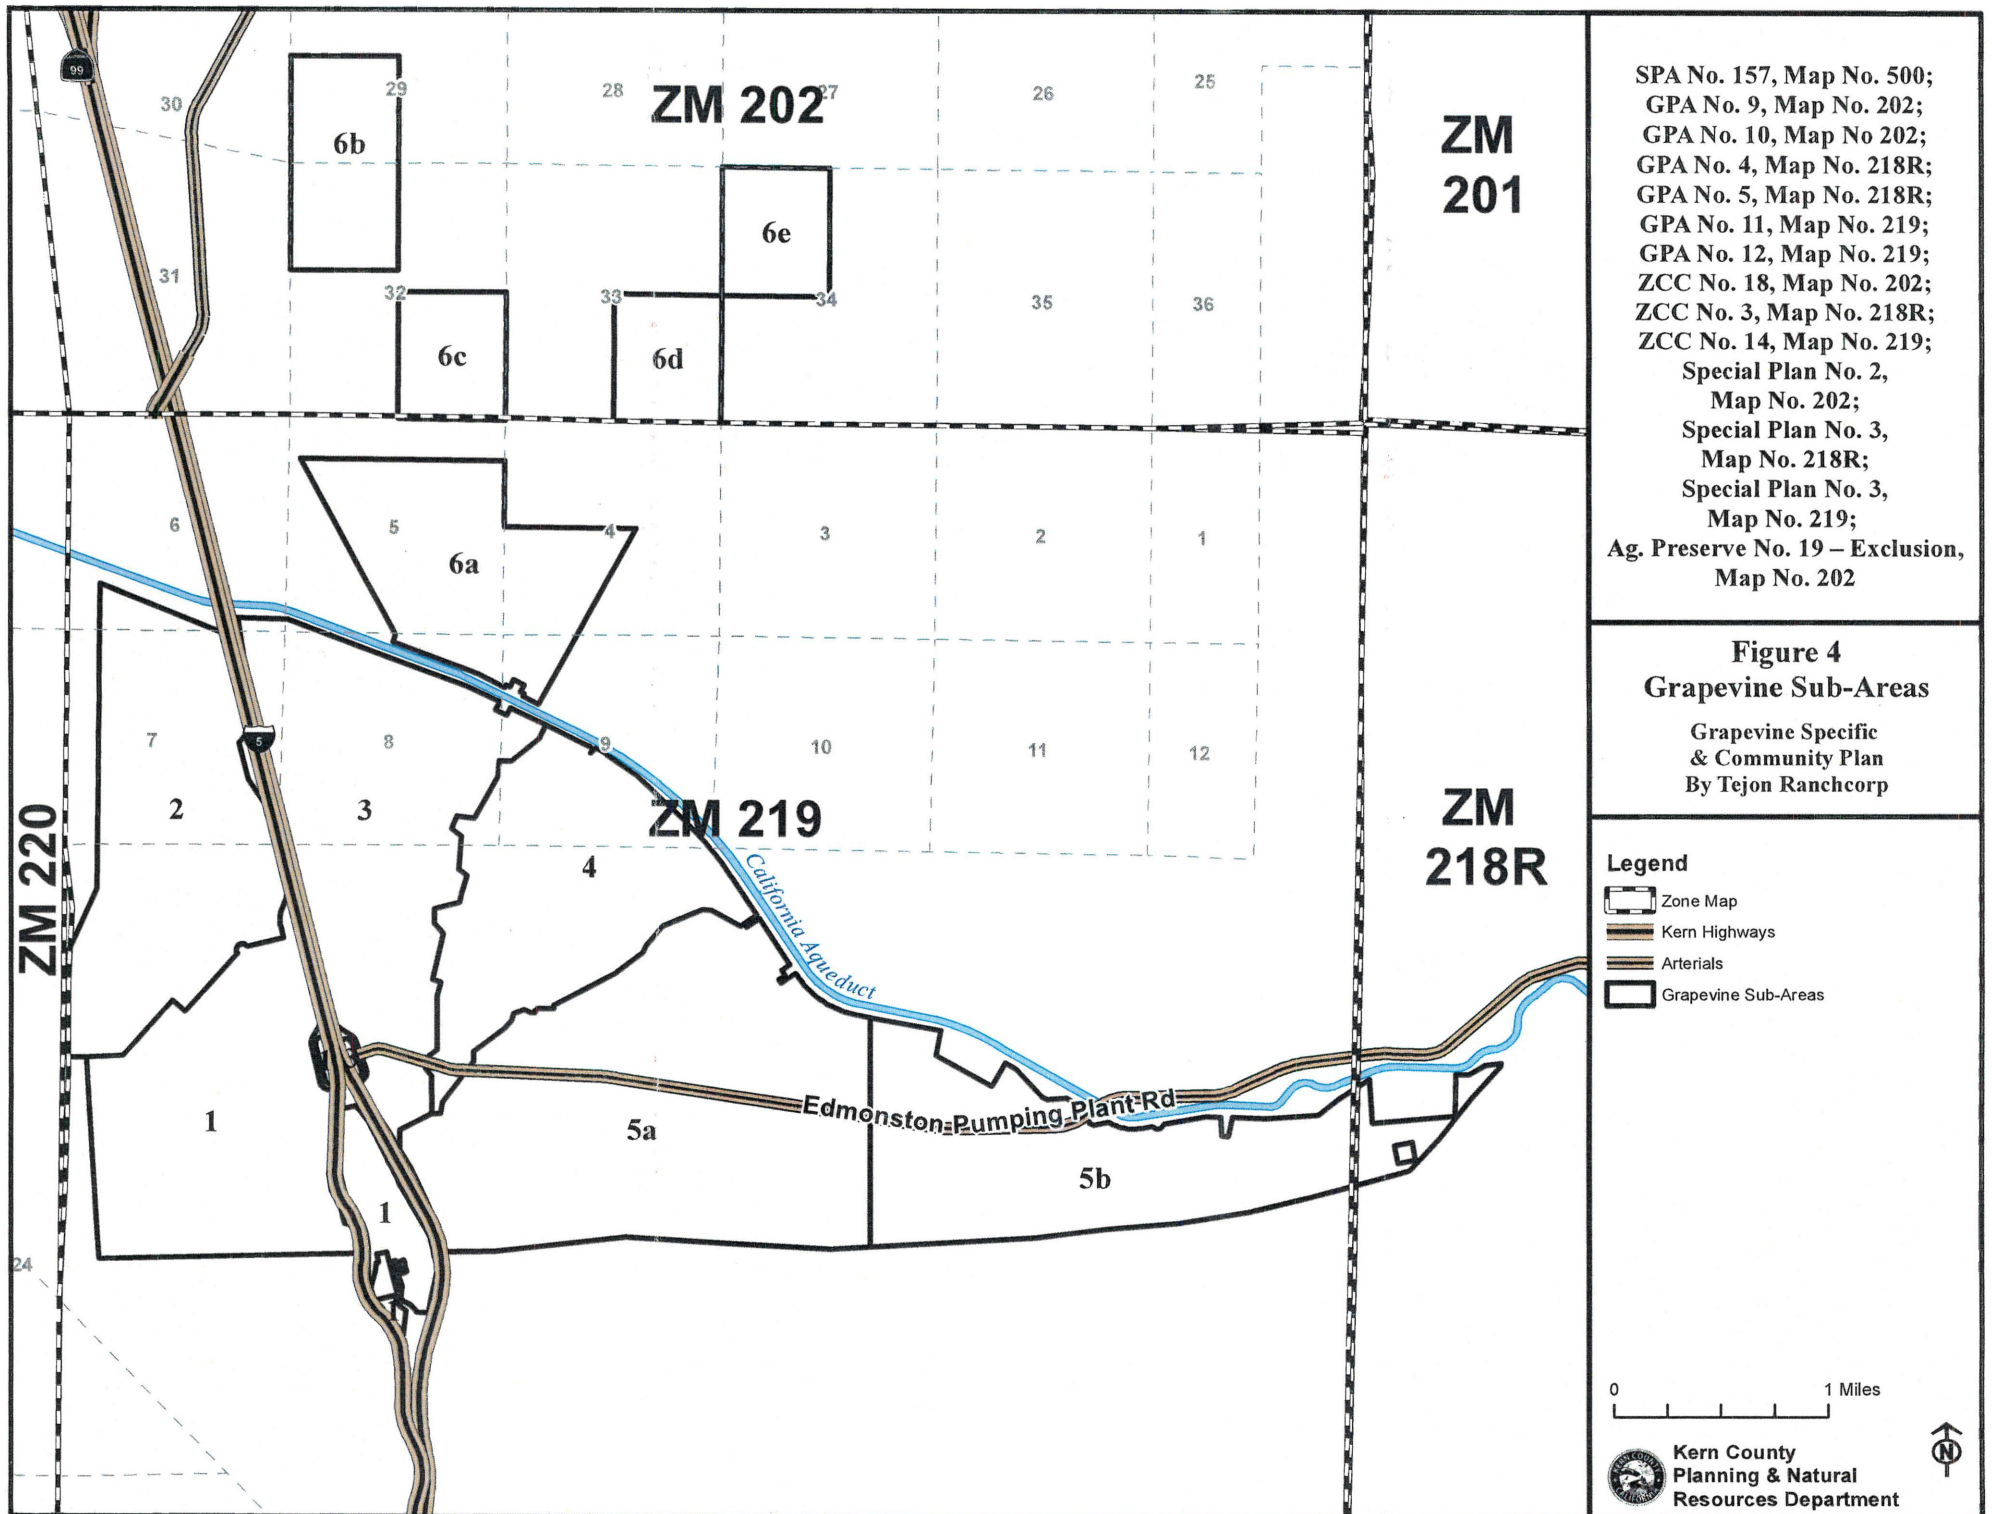 99
30
29
28
ZM 202
27
26
25
ZM
201
6b
6e
31
32
33
34
35
36
6c
6d
6
5
4
3
2
1
6a
7
8
9
10
11
12
5
2
3
ZM 219
ZM
218R
ZM 220
4
California Aqueduct
1
Edmonston Pumping Plant Rd
5a
5b
1
24
1
SPA No. 157, Map No. 500;
GPA No. 9, Map No. 202;
GPA No. 10, Map No 202;
GPA No. 4, Map No. 218R;
GPA No. 5, Map No. 218R;
GPA No. 11, Map No. 219;
GPA No. 12, Map No. 219;
ZCC No. 18, Map No. 202;
ZCC No. 3, Map No. 218R;
ZCC No. 14, Map No. 219;
Special Plan No. 2,
Map No. 202;
Special Plan No. 3,
Map No. 218R;
Special Plan No. 3,
Map No. 219;
Ag. Preserve No. 19 – Exclusion,
Map No. 202
Figure 4
Grapevine Sub-Areas
Grapevine Specific
& Community Plan
By Tejon Ranchcorp
Legend
Zone Map
Kern Highways
Arterials
Grapevine Sub-Areas
0 1 Miles
N
KERN COUNTY
CALIFORNIA
Kern County
Planning & Natural
Resources Department